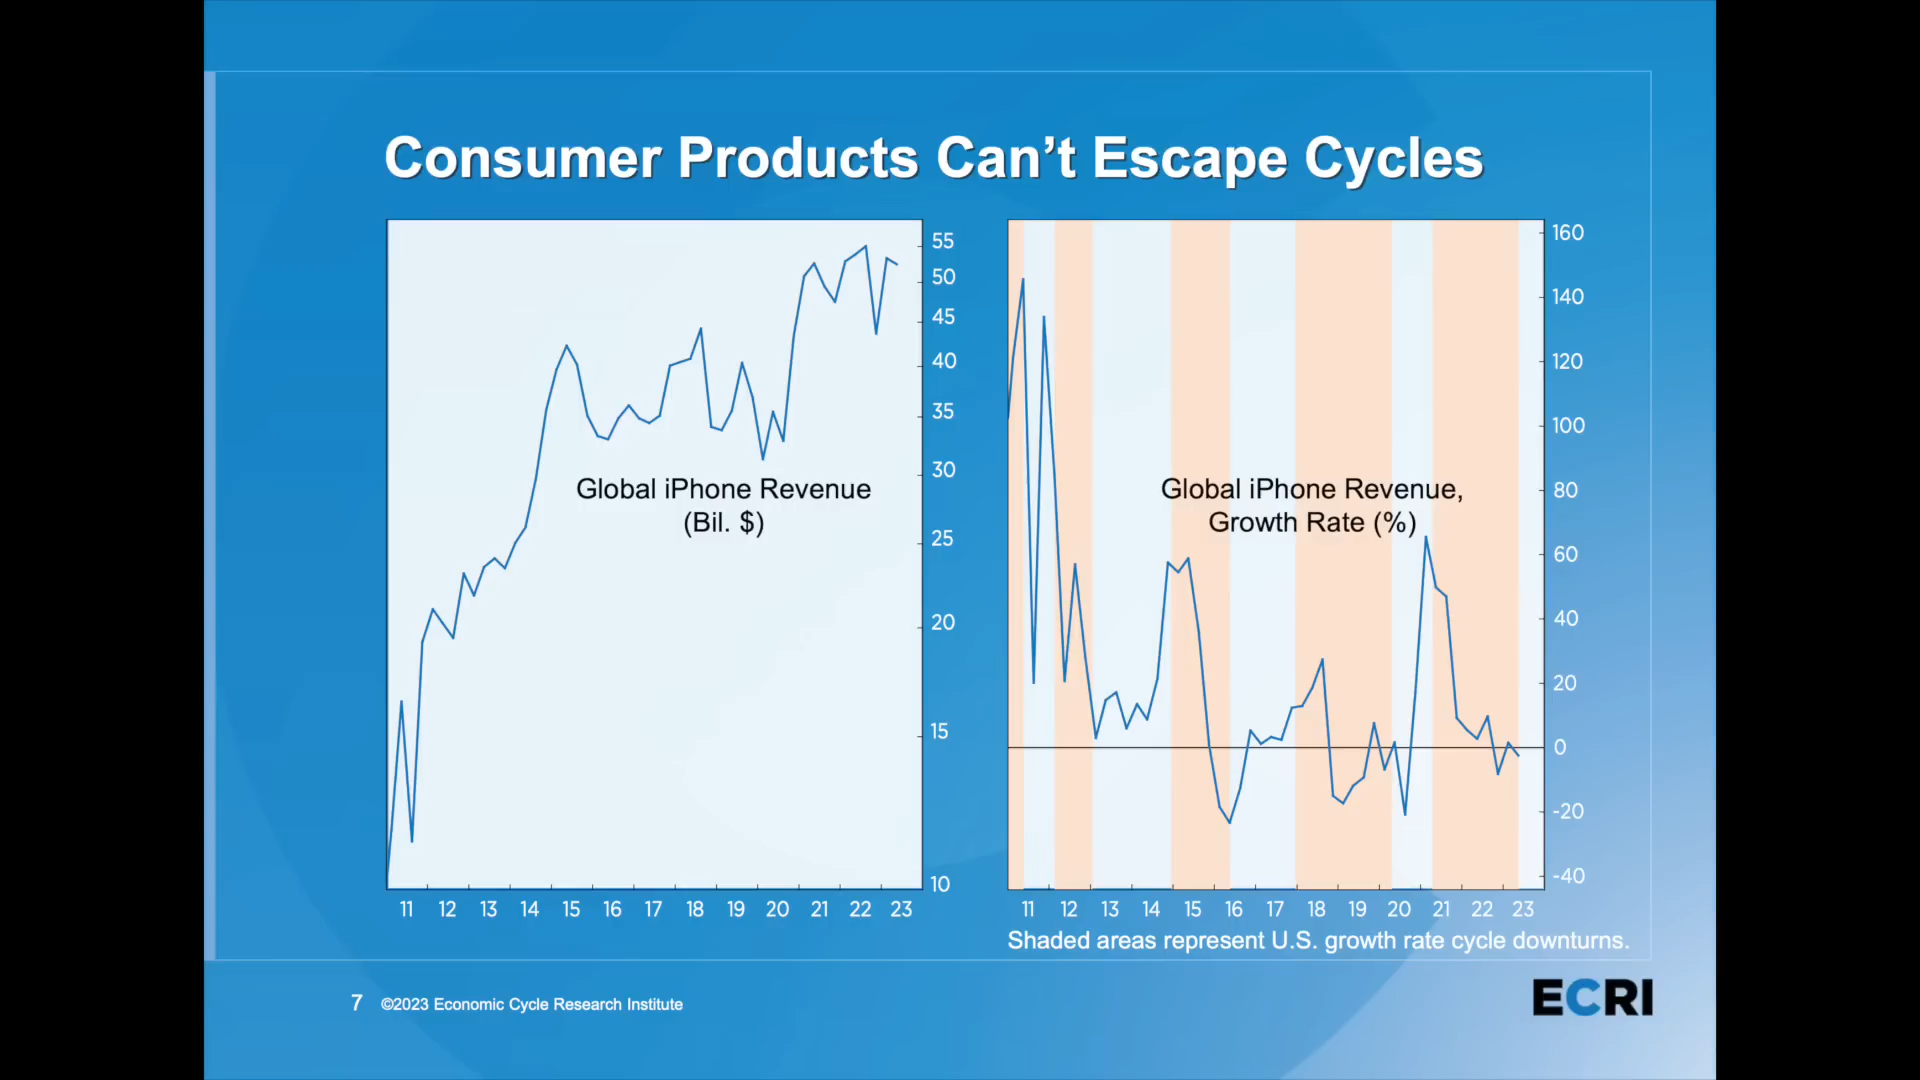 Consumer Products Can't Escape Cycles
55
50
45
40
35
30
25
20
15
10
Global iPhone Revenue
(Bil. $)
11 12 13 14 15 16 17 18 19 20 21 22 23
160
140
120
100
80
60
40
20
0
-20
-40
Global iPhone Revenue,
Growth Rate (%)
11 12 13 14 15 16 17 18 19 20 21 22 23
Shaded areas represent U.S. growth rate cycle downturns.
7 ©2023 Economic Cycle Research Institute
ECRI